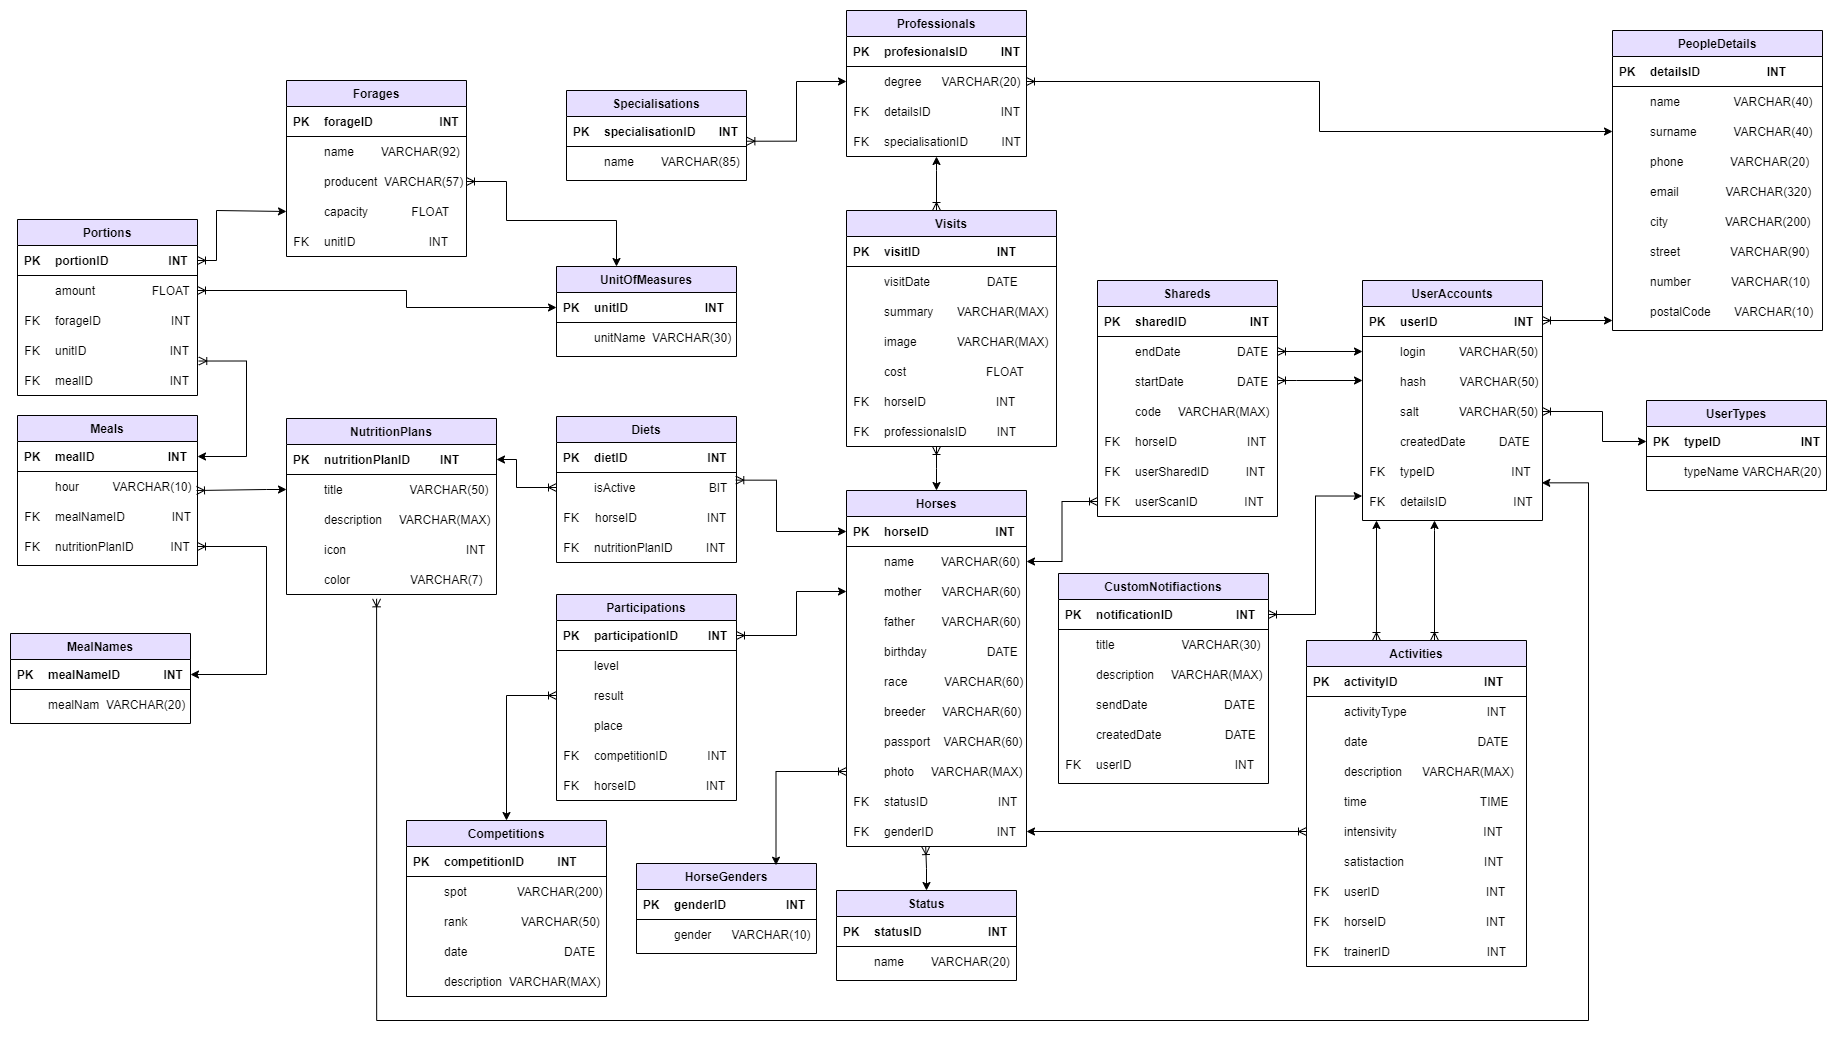 Professionals
PK profesionalsID INT
degree VARCHAR(20)
FK detailsID INT
FK specialisationID INT
PeopleDetails
PK detailsID INT
name VARCHAR(40)
surname VARCHAR(40)
phone VARCHAR(20)
email VARCHAR(320)
city VARCHAR(200)
street VARCHAR(90)
number VARCHAR(10)
postalCode VARCHAR(10)
Forages
PK forageID INT
name VARCHAR(92)
producent VARCHAR(57)
capacity FLOAT
FK unitID INT
Specialisations
PK specialisationID INT
name VARCHAR(85)
Portions
PK portionID INT
amount FLOAT
FK forageID INT
FK unitID INT
FK mealID INT
UnitOfMeasures
PK unitID INT
unitName VARCHAR(30)
Visits
PK visitID INT
visitDate DATE
summary VARCHAR(MAX)
image VARCHAR(MAX)
cost FLOAT
FK horseID INT
FK professionalsID INT
Shareds
PK sharedID INT
endDate DATE
startDate DATE
code VARCHAR(MAX)
FK horseID INT
FK userSharedID INT
FK userScanID INT
UserAccounts
PK userID INT
login VARCHAR(50)
hash VARCHAR(50)
salt VARCHAR(50)
createdDate DATE
FK typeID INT
FK detailsID INT
UserTypes
PK typeID INT
typeName VARCHAR(20)
Meals
PK mealID INT
hour VARCHAR(10)
FK mealNameID INT
FK nutritionPlanID INT
NutritionPlans
PK nutritionPlanID INT
title VARCHAR(50)
description VARCHAR(MAX)
icon INT
color VARCHAR(7)
Diets
PK dietID INT
isActive BIT
FK horseID INT
FK nutritionPlanID INT
Horses
PK horseID INT
name VARCHAR(60)
mother VARCHAR(60)
father VARCHAR(60)
birthday DATE
race VARCHAR(60)
breeder VARCHAR(60)
passport VARCHAR(60)
photo VARCHAR(MAX)
FK statusID INT
FK genderID INT
CustomNotifiactions
PK notificationID INT
title VARCHAR(30)
description VARCHAR(MAX)
sendDate DATE
createdDate DATE
FK userID INT
Participations
PK participationID INT
level
result
place
FK competitionID INT
FK horseID INT
MealNames
PK mealNameID INT
mealNam VARCHAR(20)
Activities
PK activityID INT
activityType INT
date DATE
description VARCHAR(MAX)
time TIME
intensivity INT
satistaction INT
FK userID INT
FK horseID INT
FK trainerID INT
Competitions
PK competitionID INT
spot VARCHAR(200)
rank VARCHAR(50)
date DATE
description VARCHAR(MAX)
HorseGenders
PK genderID INT
gender VARCHAR(10)
Status
PK statusID INT
name VARCHAR(20)